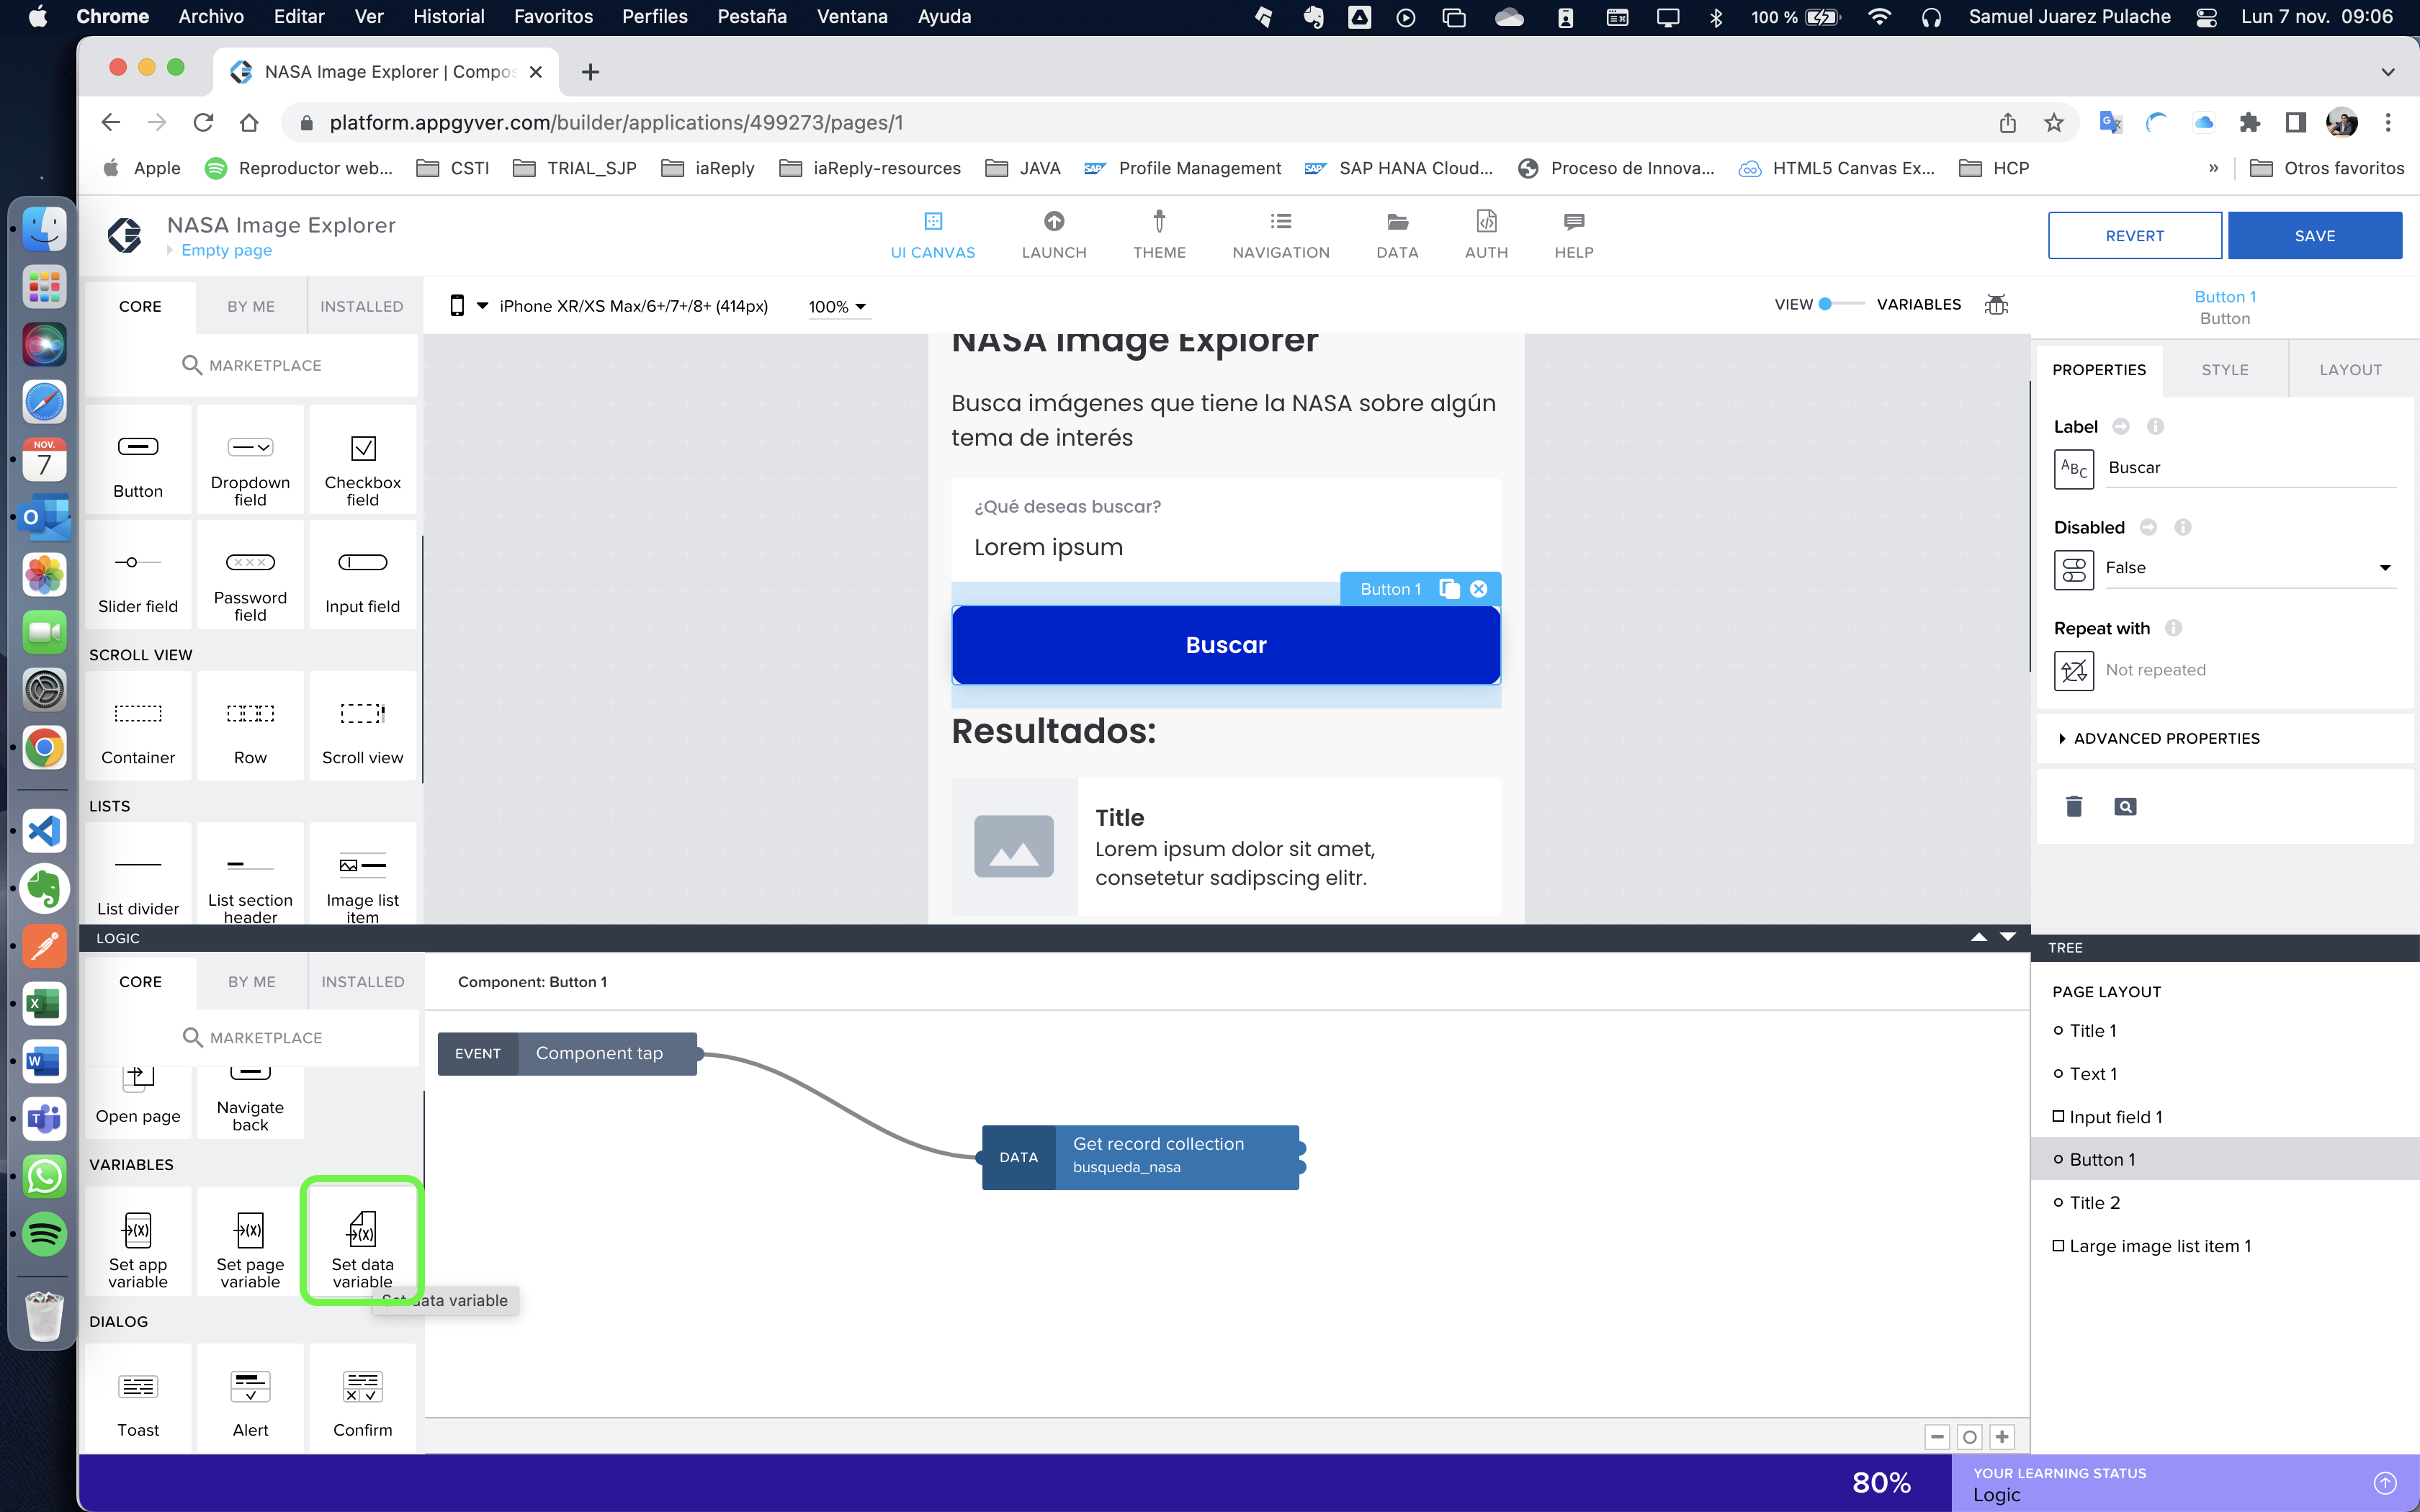 Chrome Archivo Editar Ver Historial Favoritos Perfiles Pestaña Ventana Ayuda 100 % Samuel Juarez Pulache Lun 7 nov. 09:06
NASA Image Explorer | Compos
platform.appgyver.com/builder/applications/499273/pages/1
Apple Reproductor web... CSTI TRIAL_SJP iaReply iaReply-resources JAVA SAP Profile Management SAP SAP HANA Cloud... Proceso de Innova... HTML5 Canvas Ex... HCP » Otros favoritos
NASA Image Explorer
Empty page
UI CANVAS LAUNCH THEME NAVIGATION DATA AUTH HELP
REVERT SAVE
CORE BY ME INSTALLED
iPhone XR/XS Max/6+/7+/8+ (414px) 100%
VIEW VARIABLES
Button 1
Button
MARKETPLACE
PROPERTIES STYLE LAYOUT
Button
Dropdown field
Checkbox field
Slider field
Password field
Input field
SCROLL VIEW
Container Row Scroll view
LISTS
List divider
List section header
Image list item
NASA Image Explorer
Busca imágenes que tiene la NASA sobre algún
tema de interés
¿Qué deseas buscar?
Lorem ipsum
Button 1
Buscar
Resultados:
Title
Lorem ipsum dolor sit amet,
consetetur sadipscing elitr.
Label
ABC Buscar
Disabled
False
Repeat with
Not repeated
ADVANCED PROPERTIES
LOGIC
CORE BY ME INSTALLED
MARKETPLACE
Open page
Navigate back
VARIABLES
Set app variable
Set page variable
Set data variable
Set data variable
DIALOG
Toast Alert Confirm
Component: Button 1
EVENT Component tap
DATA Get record collection
busqueda_nasa
TREE
PAGE LAYOUT
Title 1
Text 1
Input field 1
Button 1
Title 2
Large image list item 1
NOV.
7
80%
YOUR LEARNING STATUS
Logic